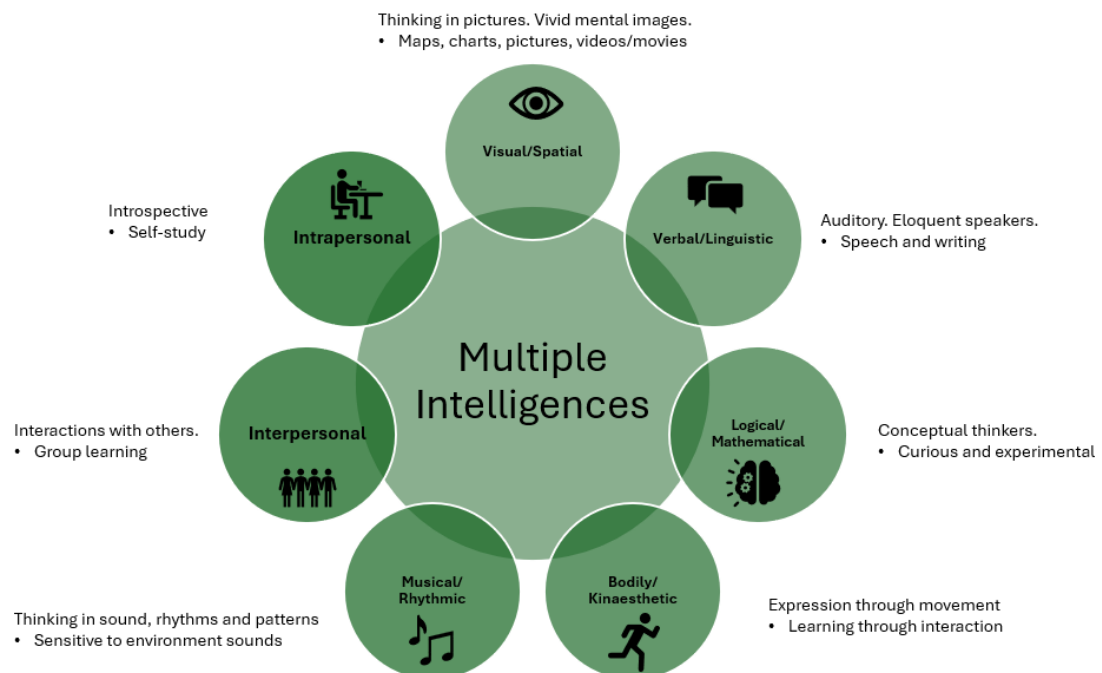 Thinking in pictures. Vivid mental images.
• Maps, charts, pictures, videos/movies
Visual/Spatial
Verbal/Linguistic
Auditory. Eloquent speakers.
• Speech and writing
Logical/
Mathematical
Conceptual thinkers.
• Curious and experimental
Bodily/
Kinaesthetic
Expression through movement
• Learning through interaction
Musical/
Rhythmic
Thinking in sound, rhythms and patterns
• Sensitive to environment sounds
Interpersonal
Interactions with others.
• Group learning
Intrapersonal
Introspective
• Self-study
Multiple
Intelligences